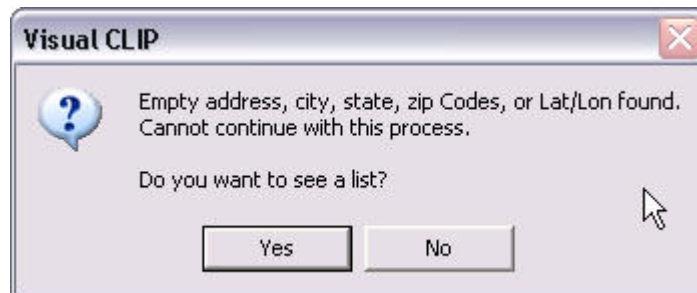 Visual CLIP
Empty address, city, state, zip Codes, or Lat/Lon found.
Cannot continue with this process.
Do you want to see a list?
Yes
No